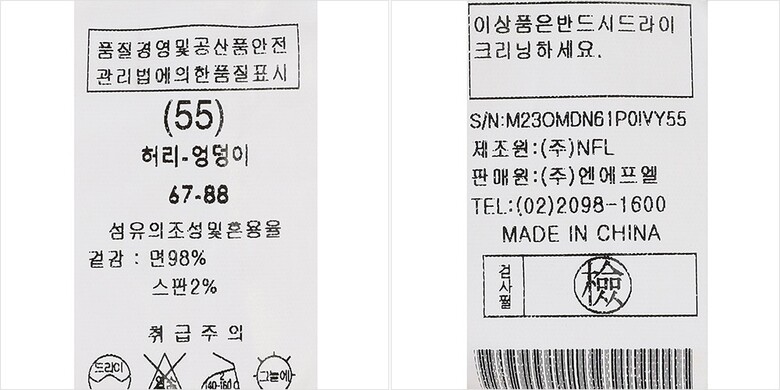 품질경영및공산품안전
관리법에의한품질표시
(55)
허리-엉덩이
67-88
섬유의조성및혼용율
겉감 : 면98%
스판2%
취급주의
드라이
140-160℃
그늘에
이상품은반드시드라이
크리닝하세요.
S/N:M230MDN61P0IVY55
제조원:(주)NFL
판매원:(주)엔에프엘
TEL:(02)2098-1600
MADE IN CHINA
검사필
檢